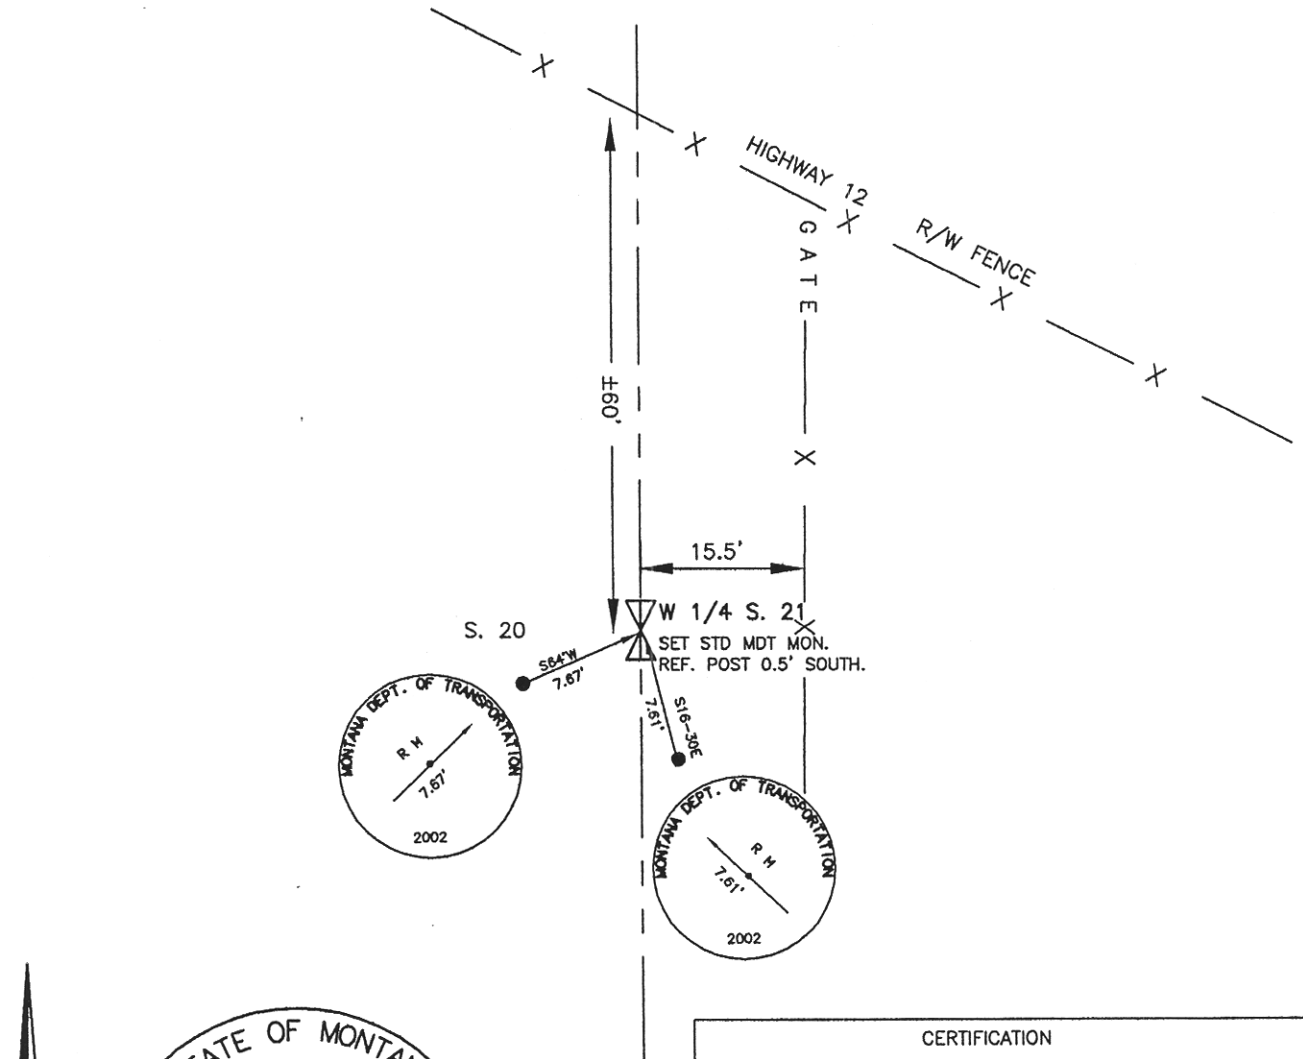 HIGHWAY 12
R/W FENCE
GATE
±60'
15.5'
W 1/4 S. 21
SET STD MDT MON.
REF. POST 0.5' SOUTH.
S. 20
S64°W
7.67'
S16-30E
7.61'
MONTANA DEPT. OF TRANSPORTATION
R M
7.67'
2002
MONTANA DEPT. OF TRANSPORTATION
R M
7.61'
2002
OF
CERTIFICATION